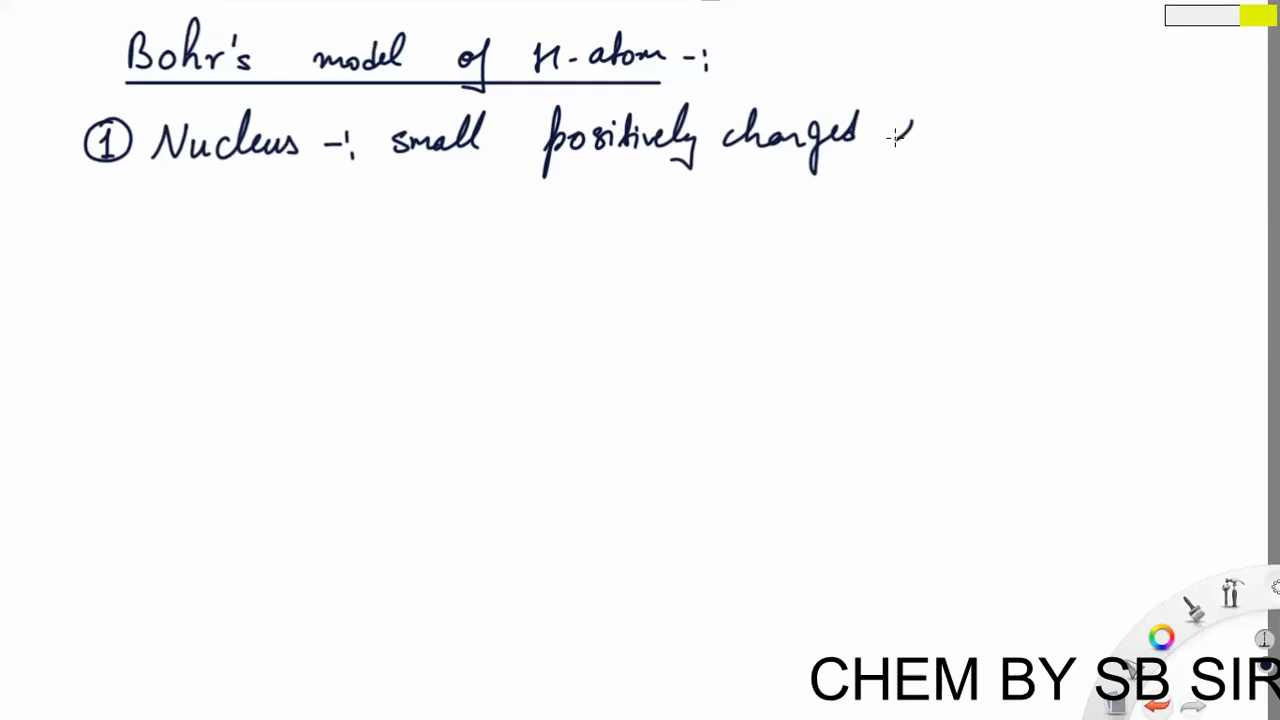 Bohr's model of H-atom -:
① Nucleus -: small positively charged
CHEM BY SB SIR